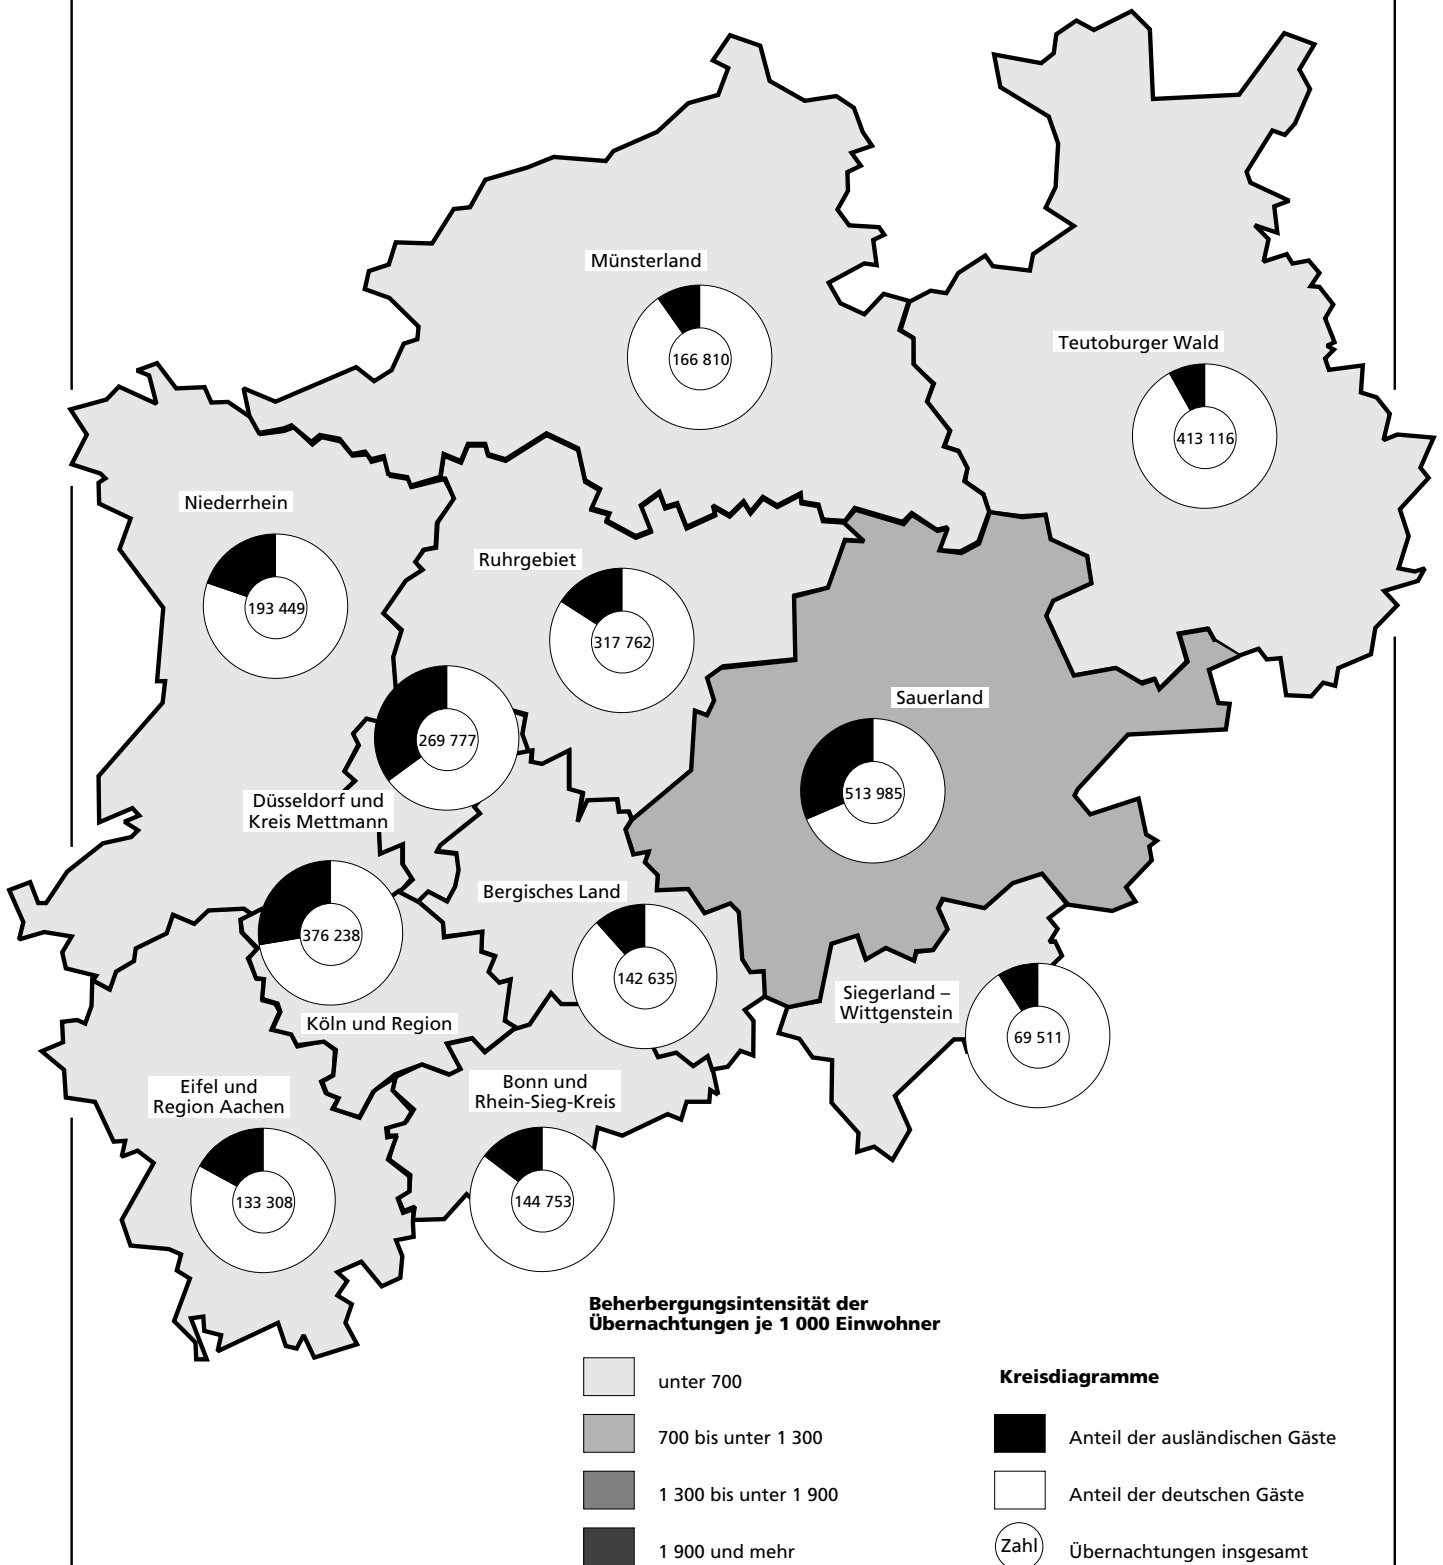 Münsterland
166 810
Teutoburger Wald
413 116
Niederrhein
193 449
Ruhrgebiet
317 762
269 777
Düsseldorf und
Kreis Mettmann
Sauerland
513 985
Bergisches Land
142 635
376 238
Köln und Region
Siegerland –
Wittgenstein
69 511
Eifel und
Region Aachen
133 308
Bonn und
Rhein-Sieg-Kreis
144 753
Beherbergungsintensität der
Übernachtungen je 1 000 Einwohner
unter 700
700 bis unter 1 300
1 300 bis unter 1 900
1 900 und mehr
Kreisdiagramme
Anteil der ausländischen Gäste
Anteil der deutschen Gäste
Zahl
Übernachtungen insgesamt